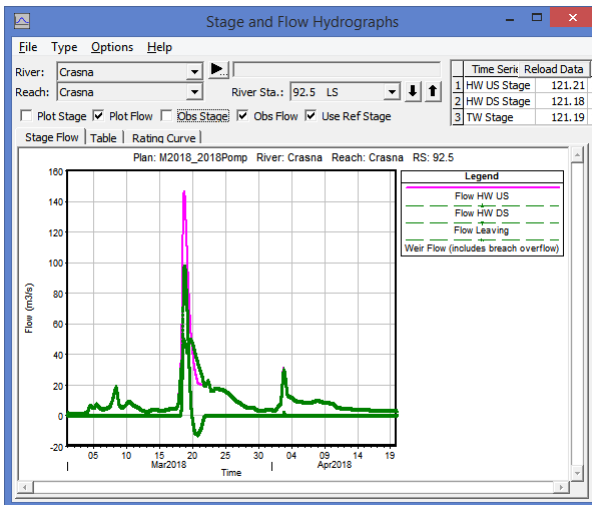 Stage and Flow Hydrographs
File Type Options Help
River: Crasna
Reach: Crasna River Sta.: 92.5 LS
Plot Stage Plot Flow Obs Stage Obs Flow Use Ref Stage
Time Serie Reload Data
1 HW US Stage 121.21
2 HW DS Stage 121.18
3 TW Stage 121.19
Stage Flow Table Rating Curve
Plan: M2018_2018Pomp River: Crasna Reach: Crasna RS: 92.5
Legend
Flow HW US
Flow HW DS
Flow Leaving
Weir Flow (includes breach overflow)
Flow (m3/s)
160
140
120
100
80
60
40
20
0
-20
05 10 15 20 25 30 04 09 14 19
Mar2018 Apr2018
Time